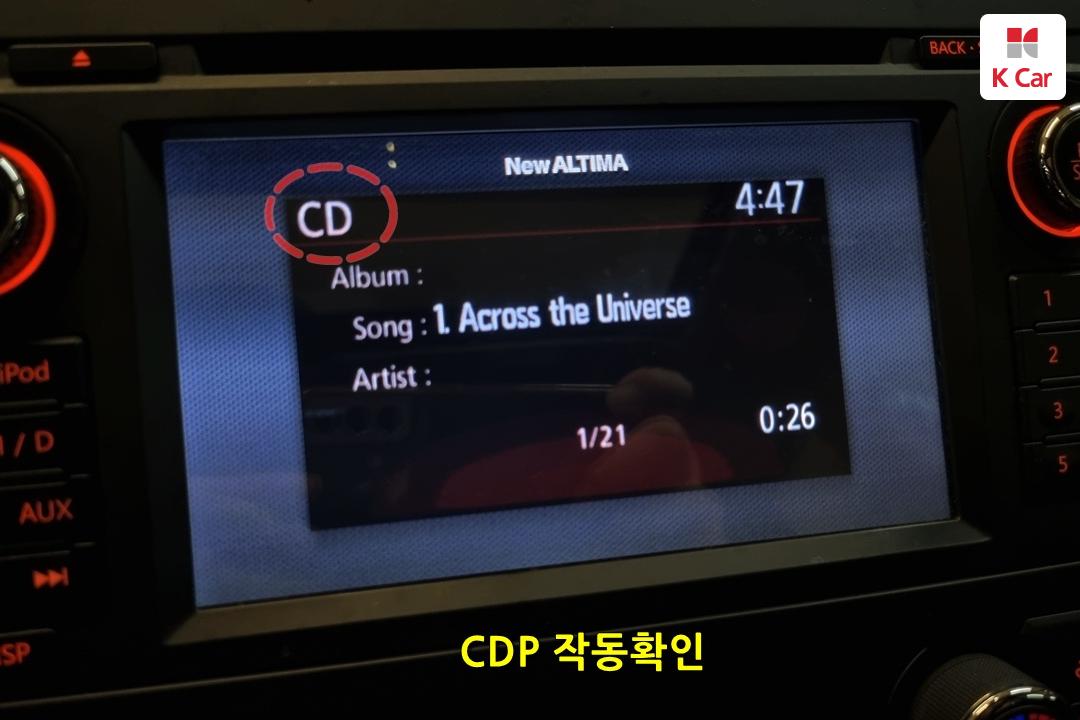 BACK
K Car
New ALTIMA
CD
4:47
Album :
Song : 1. Across the Universe
Artist :
1/21
0:26
iPod
/ D
AUX
1
2
3
5
CDP 작동확인